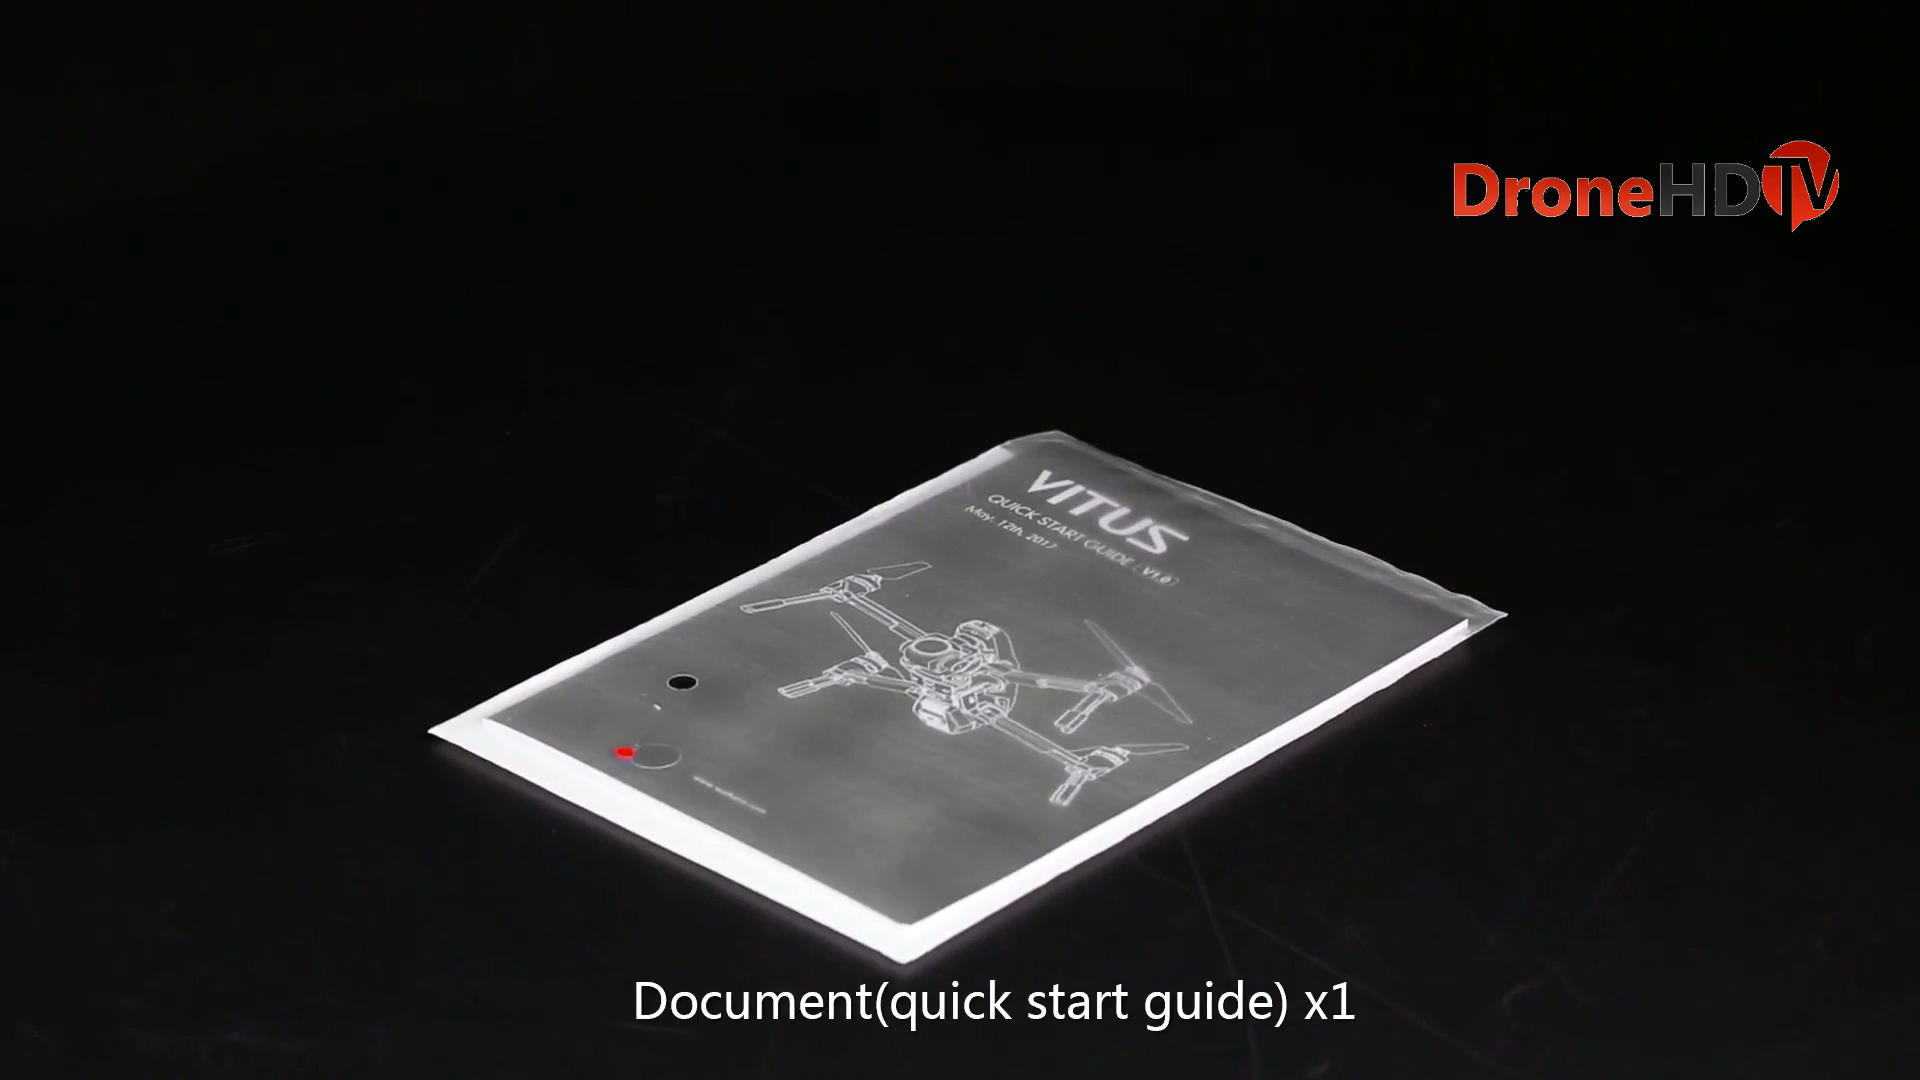 DroneHDTV
VITUS
QUICK START GUIDE V1.0
May. 12th, 2017
Document(quick start guide) x1